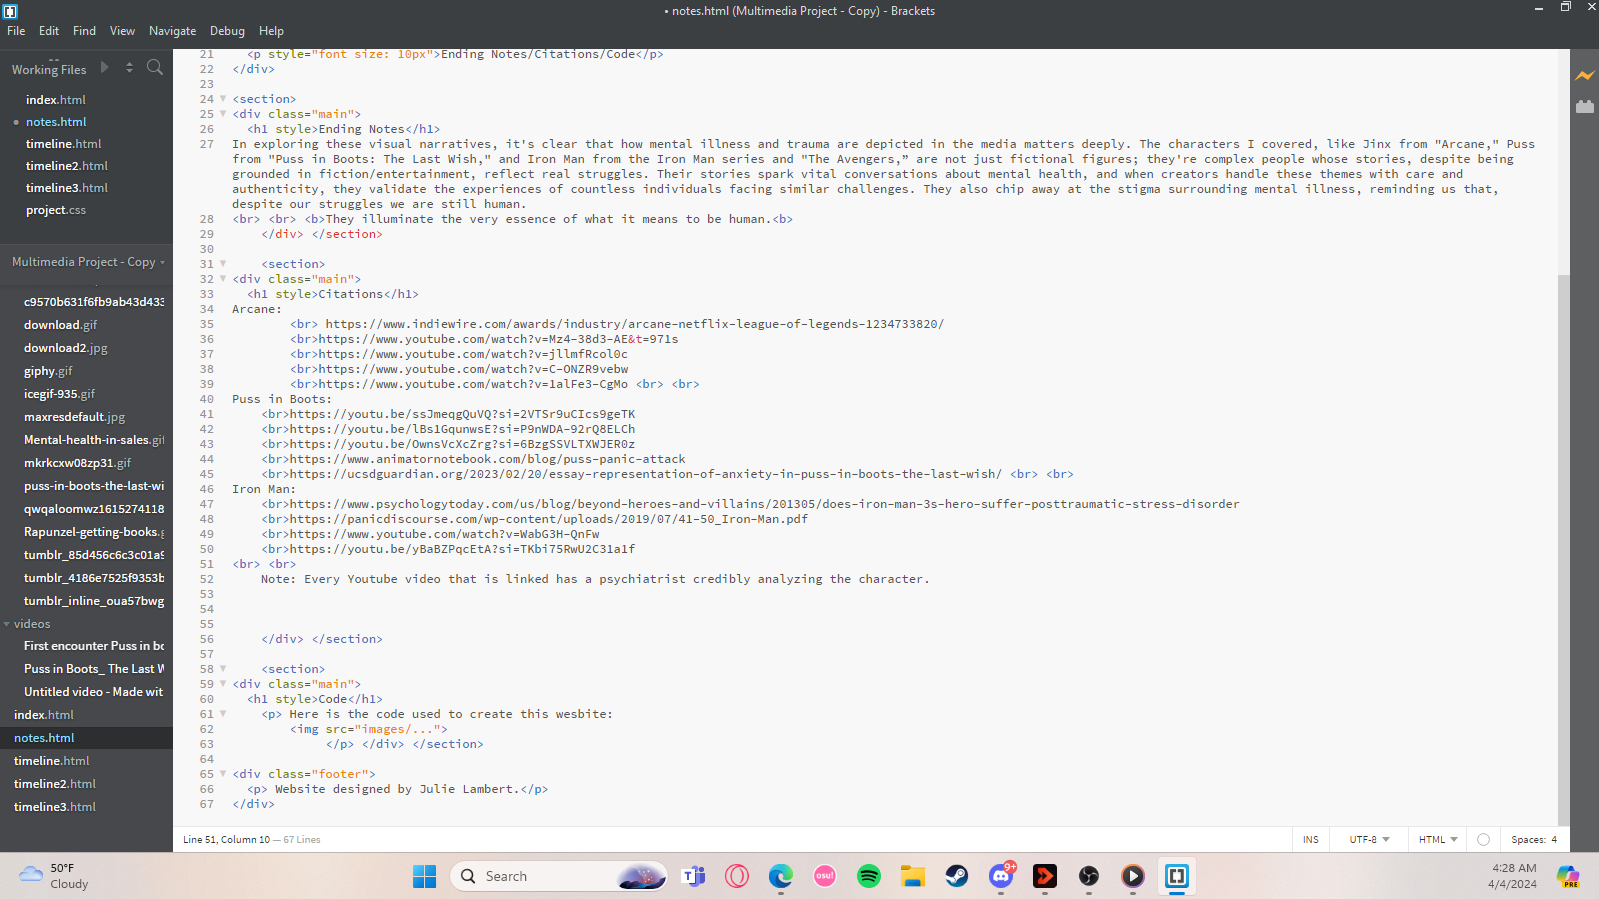 • notes.html (Multimedia Project - Copy) - Brackets
File Edit Find View Navigate Debug Help
Working Files
index.html
notes.html
timeline.html
timeline2.html
timeline3.html
project.css
Multimedia Project - Copy
c9570b631f6fb9ab43d433
download.gif
download2.jpg
giphy.gif
icegif-935.gif
maxresdefault.jpg
Mental-health-in-sales.gif
mkrkcxw08zp31.gif
puss-in-boots-the-last-wi
qwqaloomwz1615274118
Rapunzel-getting-books.g
tumblr_85d456c6c3c01a9
tumblr_4186e7525f9353b
tumblr_inline_oua57bwg
videos
First encounter Puss in bo
Puss in Boots_ The Last W
Untitled video - Made wit
index.html
notes.html
timeline.html
timeline2.html
timeline3.html
21 <p style="font size: 10px">Ending Notes/Citations/Code</p>
22 </div>
23
24 <section>
25 <div class="main">
26 <h1 style>Ending Notes</h1>
27 In exploring these visual narratives, it's clear that how mental illness and trauma are depicted in the media matters deeply. The characters I covered, like Jinx from "Arcane," Puss
from "Puss in Boots: The Last Wish," and Iron Man from the Iron Man series and "The Avengers,” are not just fictional figures; they're complex people whose stories, despite being
grounded in fiction/entertainment, reflect real struggles. Their stories spark vital conversations about mental health, and when creators handle these themes with care and
authenticity, they validate the experiences of countless individuals facing similar challenges. They also chip away at the stigma surrounding mental illness, reminding us that,
despite our struggles we are still human.
28 <br> <br> <b>They illuminate the very essence of what it means to be human.<b>
29 </div> </section>
30
31 <section>
32 <div class="main">
33 <h1 style>Citations</h1>
34 Arcane:
35 <br> https://www.indiewire.com/awards/industry/arcane-netflix-league-of-legends-1234733820/
36 <br>https://www.youtube.com/watch?v=Mz4-38d3-AE&t=971s
37 <br>https://www.youtube.com/watch?v=jllmfRcol0c
38 <br>https://www.youtube.com/watch?v=C-ONZR9vebw
39 <br>https://www.youtube.com/watch?v=1alFe3-CgMo <br> <br>
40 Puss in Boots:
41 <br>https://youtu.be/ssJmeqgQuVQ?si=2VTSr9uCIcs9geTK
42 <br>https://youtu.be/lBs1GqunwsE?si=P9nWDA-92rQ8ELCh
43 <br>https://youtu.be/OwnsVcXcZrg?si=6BzgSSVLTXWJER0z
44 <br>https://www.animatornotebook.com/blog/puss-panic-attack
45 <br>https://ucsdguardian.org/2023/02/20/essay-representation-of-anxiety-in-puss-in-boots-the-last-wish/ <br> <br>
46 Iron Man:
47 <br>https://www.psychologytoday.com/us/blog/beyond-heroes-and-villains/201305/does-iron-man-3s-hero-suffer-posttraumatic-stress-disorder
48 <br>https://panicdiscourse.com/wp-content/uploads/2019/07/41-50_Iron-Man.pdf
49 <br>https://www.youtube.com/watch?v=WabG3H-QnFw
50 <br>https://youtu.be/yBaBZPqcEtA?si=TKbi75RwU2C31a1f
51 <br> <br>
52 Note: Every Youtube video that is linked has a psychiatrist credibly analyzing the character.
53
54
55
56 </div> </section>
57
58 <section>
59 <div class="main">
60 <h1 style>Code</h1>
61 <p> Here is the code used to create this wesbite:
62 <img src="images/...">
63 </p> </div> </section>
64
65 <div class="footer">
66 <p> Website designed by Julie Lambert.</p>
67 </div>
Line 51, Column 10 — 67 Lines
INS UTF-8 HTML Spaces: 4
50°F
Cloudy
Search
osu!
9+
PRE
4:28 AM
4/4/2024